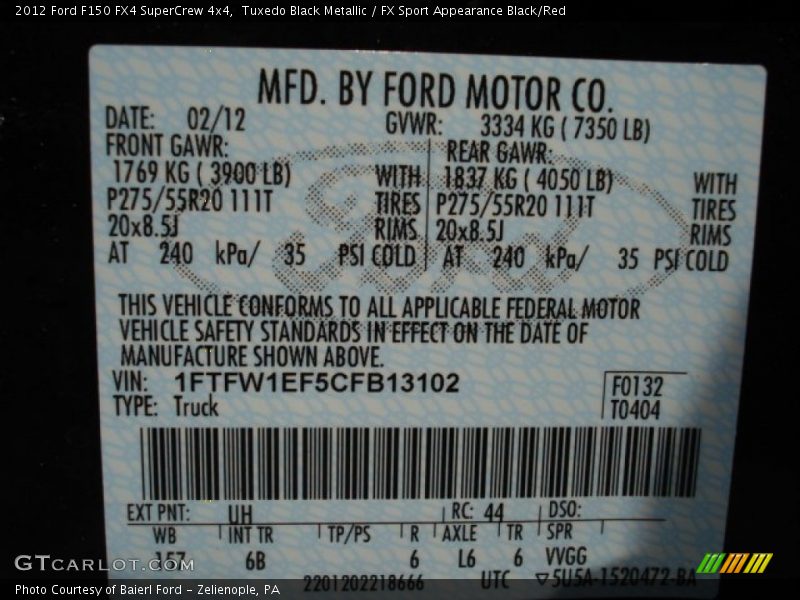 2012 Ford F150 FX4 SuperCrew 4x4, Tuxedo Black Metallic / FX Sport Appearance Black/Red
MFD. BY FORD MOTOR CO.
DATE: 02/12 GVWR: 3334 KG ( 7350 LB)
FRONT GAWR: REAR GAWR:
1769 KG ( 3900 LB) WITH 1837 KG ( 4050 LB) WITH
P275/55R20 111T TIRES P275/55R20 111T TIRES
20x8.5J RIMS 20x8.5J RIMS
AT 240 kPa/ 35 PSI COLD AT 240 kPa/ 35 PSI COLD
Ford
THIS VEHICLE CONFORMS TO ALL APPLICABLE FEDERAL MOTOR
VEHICLE SAFETY STANDARDS IN EFFECT ON THE DATE OF
MANUFACTURE SHOWN ABOVE.
VIN: 1FTFW1EF5CFB13102 F0132
TYPE: Truck T0404
EXT PNT: UH RC: 44 DSO:
WB INT TR TP/PS R AXLE TR SPR
157 6B 6 L6 6 VVGG
2201202218666 UTC ▽5U5A-1520472-BA
GTcarlot.com
Photo Courtesy of Baierl Ford - Zelienople, PA